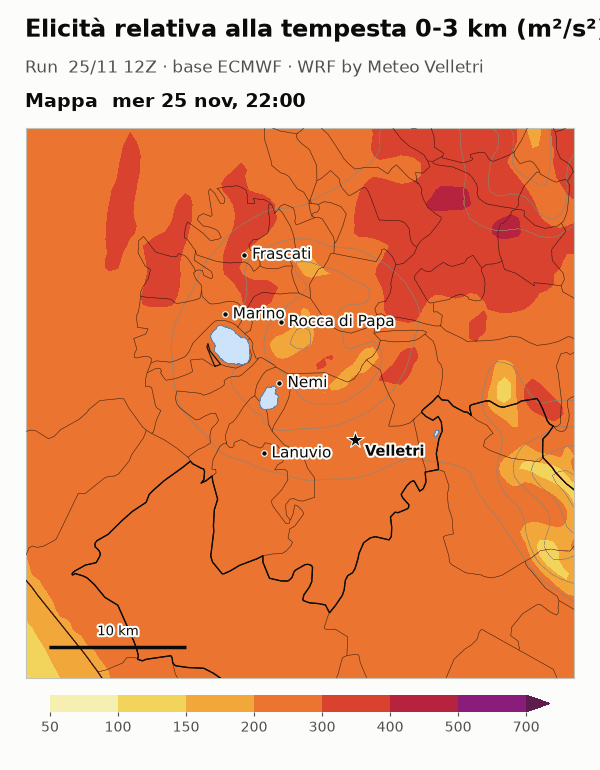 Elicità relativa alla tempesta 0-3 km (m²/s²)
Run 25/11 12Z · base ECMWF · WRF by Meteo Velletri
Mappa mer 25 nov, 22:00
Frascati
Marino
Rocca di Papa
Nemi
Velletri
Lanuvio
10 km
50 100 150 200 300 400 500 700